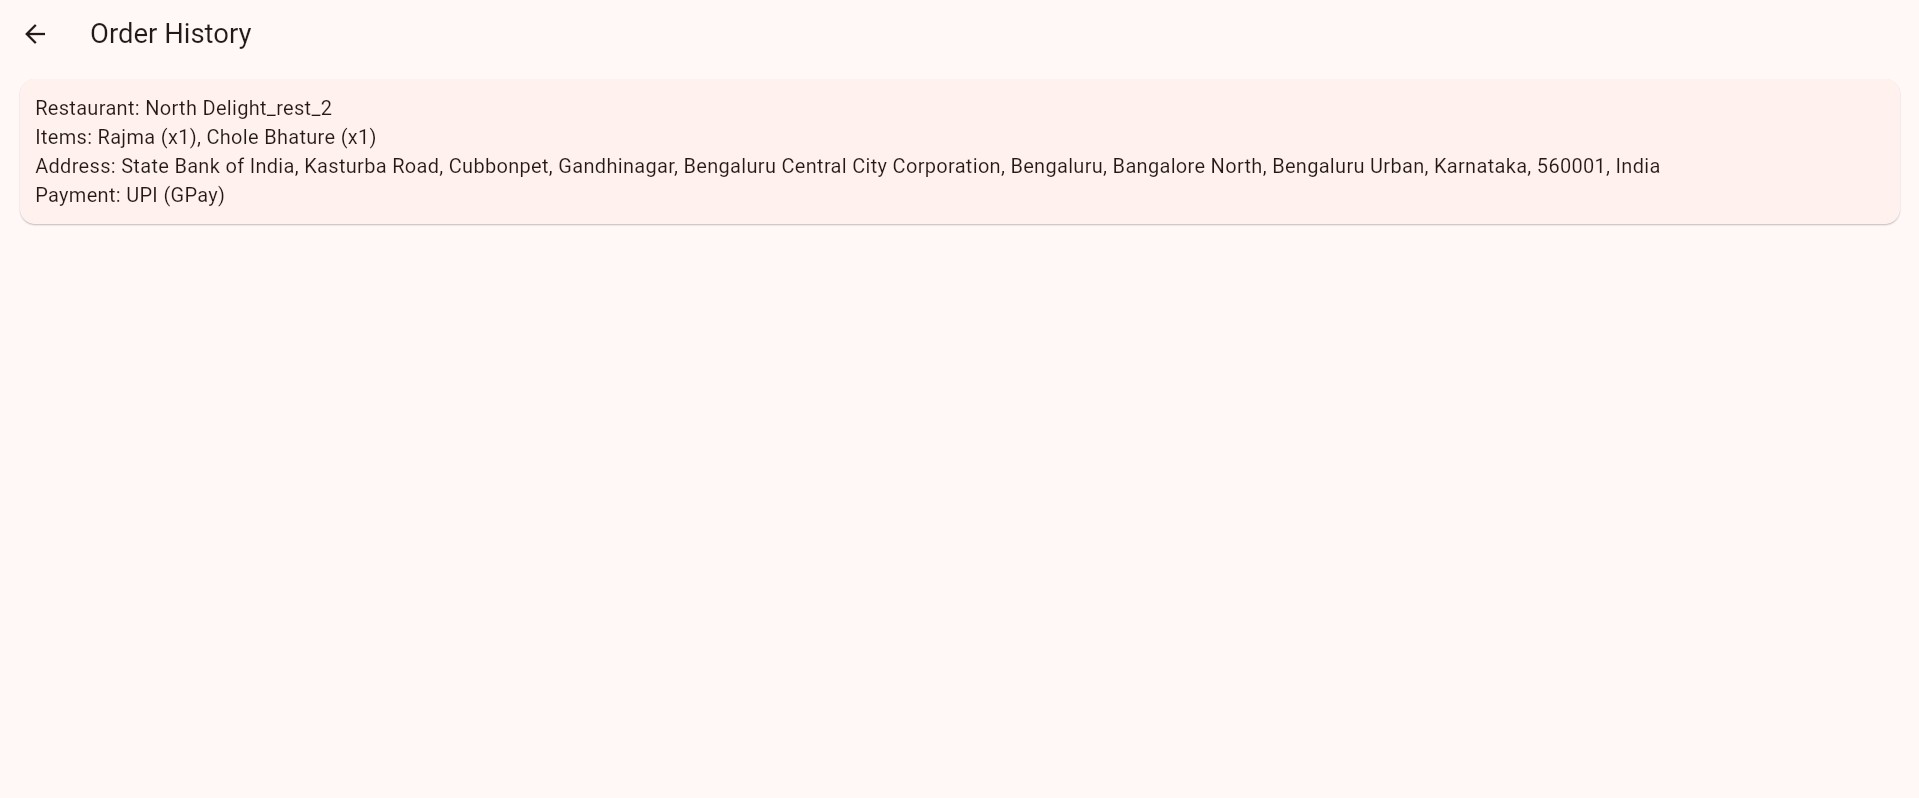 Order History
Restaurant: North Delight_rest_2
Items: Rajma (x1), Chole Bhature (x1)
Address: State Bank of India, Kasturba Road, Cubbonpet, Gandhinagar, Bengaluru Central City Corporation, Bengaluru, Bangalore North, Bengaluru Urban, Karnataka, 560001, India
Payment: UPI (GPay)